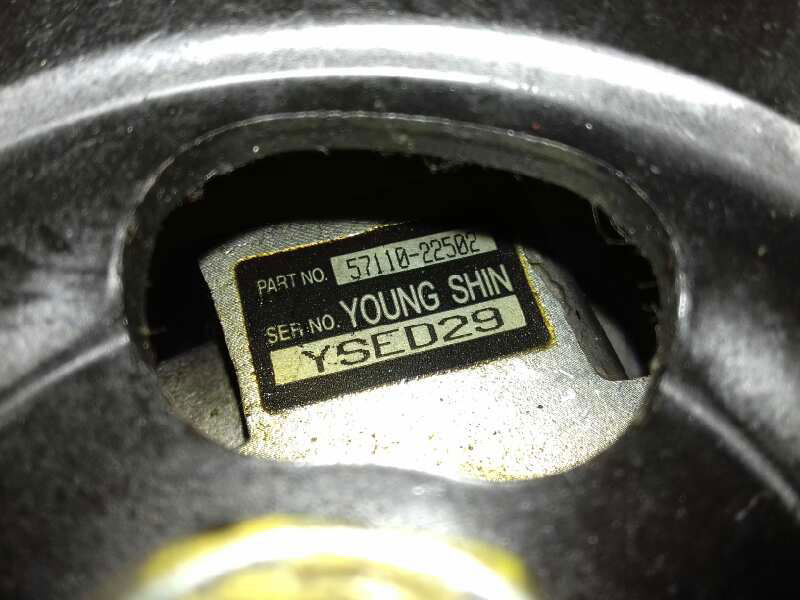 PART NO. 57110-22502
SER NO. YOUNG SHIN
YSED29